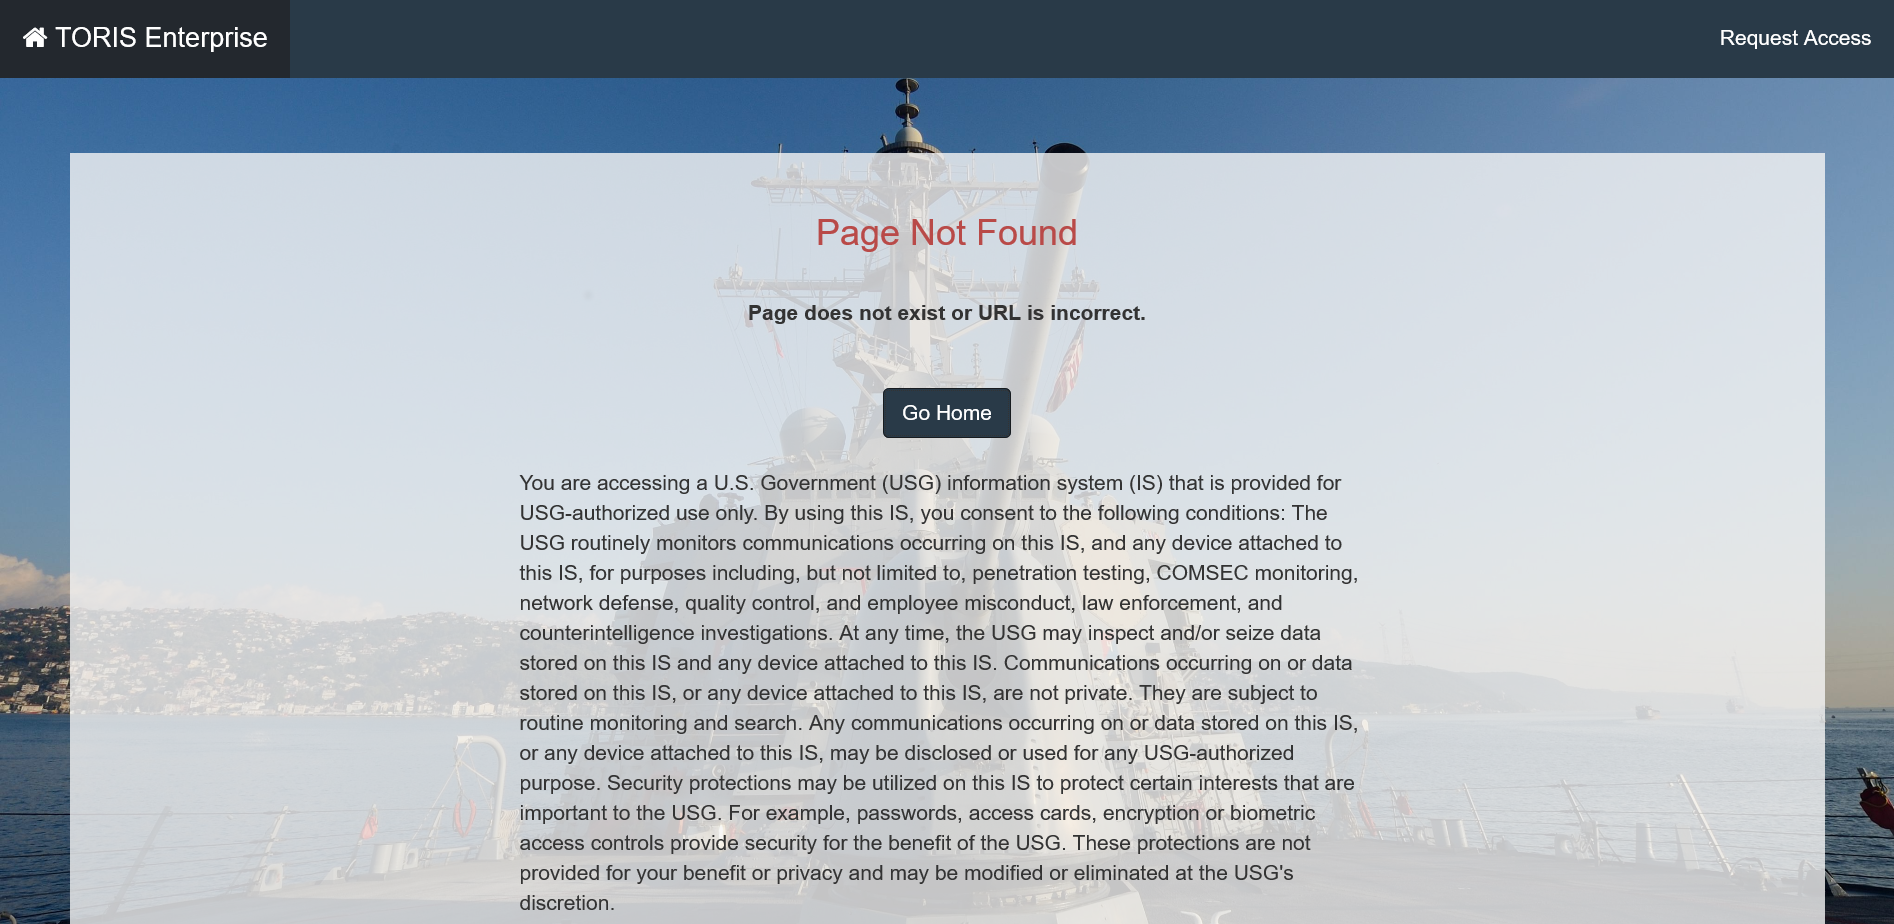 TORIS Enterprise
Request Access
Page Not Found
Page does not exist or URL is incorrect.
Go Home
You are accessing a U.S. Government (USG) information system (IS) that is provided for
USG-authorized use only. By using this IS, you consent to the following conditions: The
USG routinely monitors communications occurring on this IS, and any device attached to
this IS, for purposes including, but not limited to, penetration testing, COMSEC monitoring,
network defense, quality control, and employee misconduct, law enforcement, and
counterintelligence investigations. At any time, the USG may inspect and/or seize data
stored on this IS and any device attached to this IS. Communications occurring on or data
stored on this IS, or any device attached to this IS, are not private. They are subject to
routine monitoring and search. Any communications occurring on or data stored on this IS,
or any device attached to this IS, may be disclosed or used for any USG-authorized
purpose. Security protections may be utilized on this IS to protect certain interests that are
important to the USG. For example, passwords, access cards, encryption or biometric
access controls provide security for the benefit of the USG. These protections are not
provided for your benefit or privacy and may be modified or eliminated at the USG's
discretion.